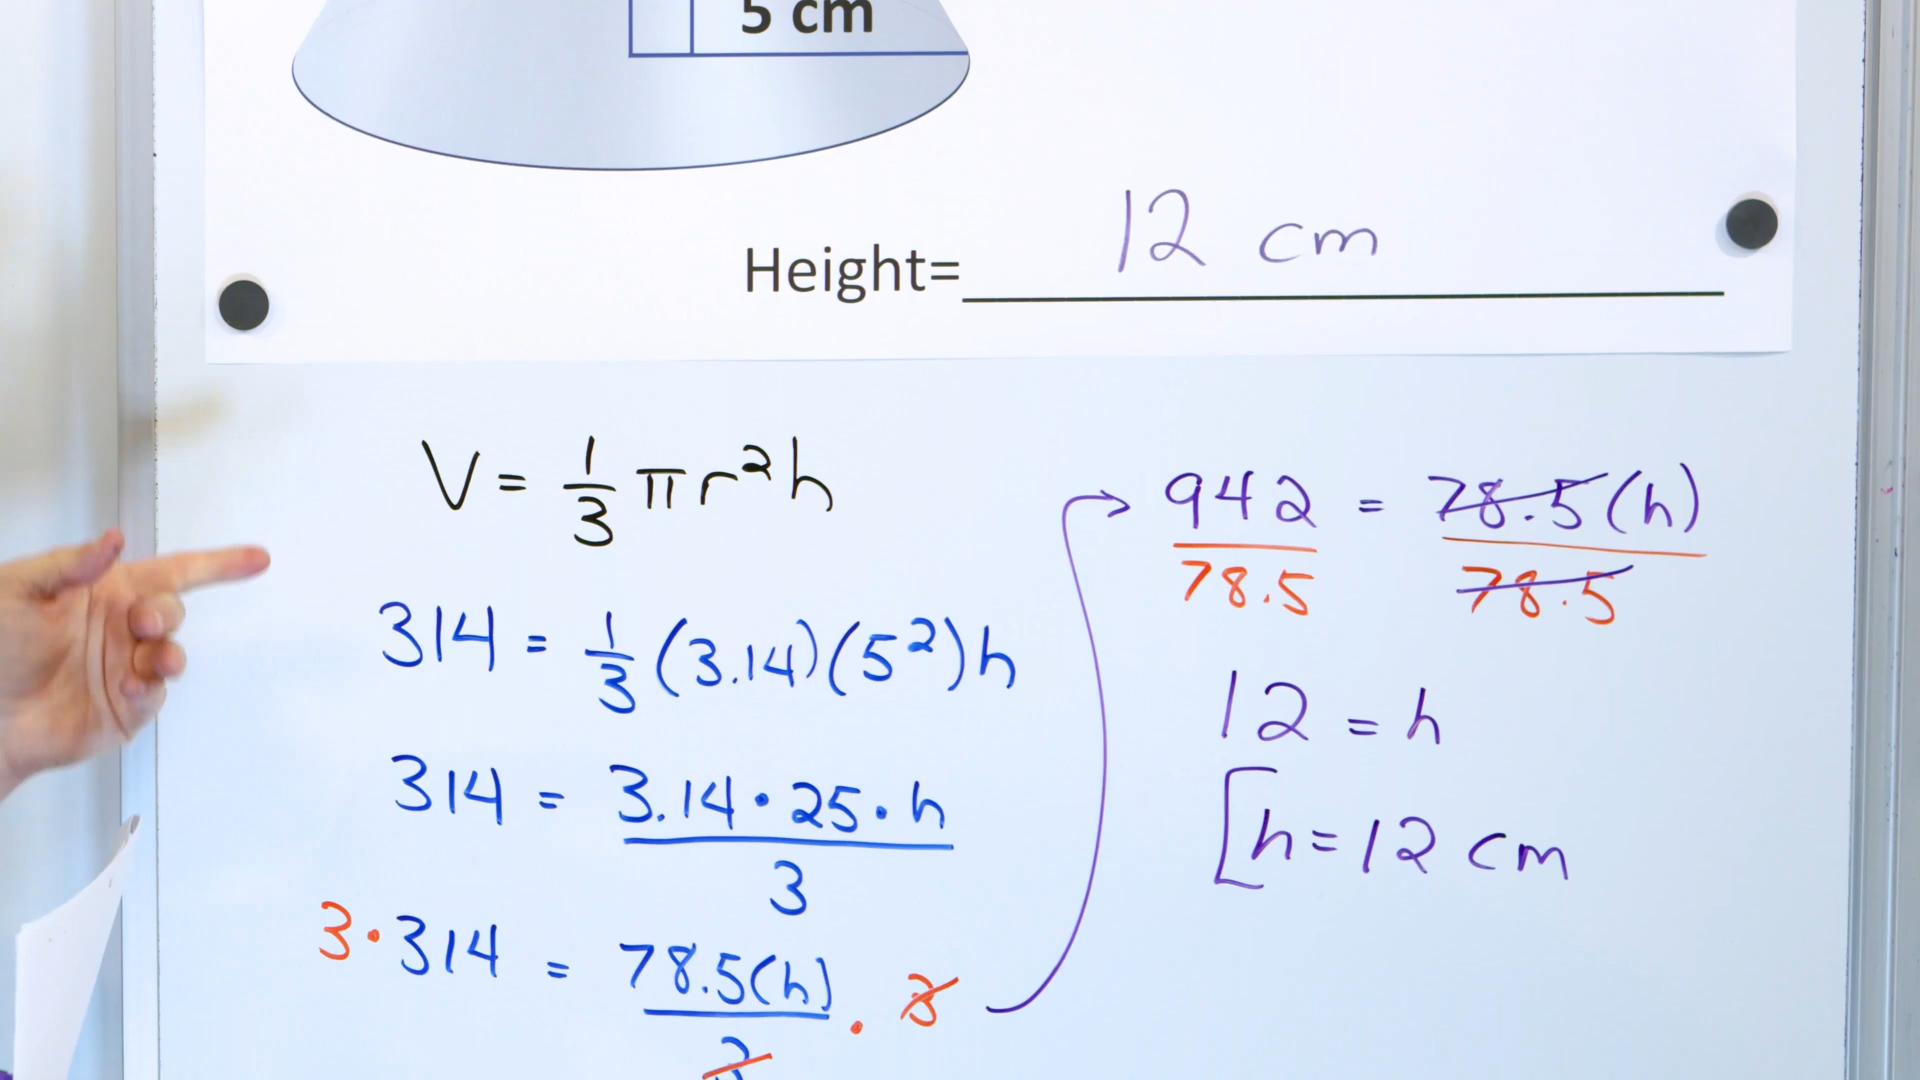 5 cm
Height= 12 cm
V = 1/3 πr²h
314 = 1/3 (3.14)(5²)h
314 = 3.14 · 25 · h / 3
3 · 314 = 78.5(h) / 3 · 3
942 / 78.5 = 78.5(h) / 78.5
12 = h
h = 12 cm